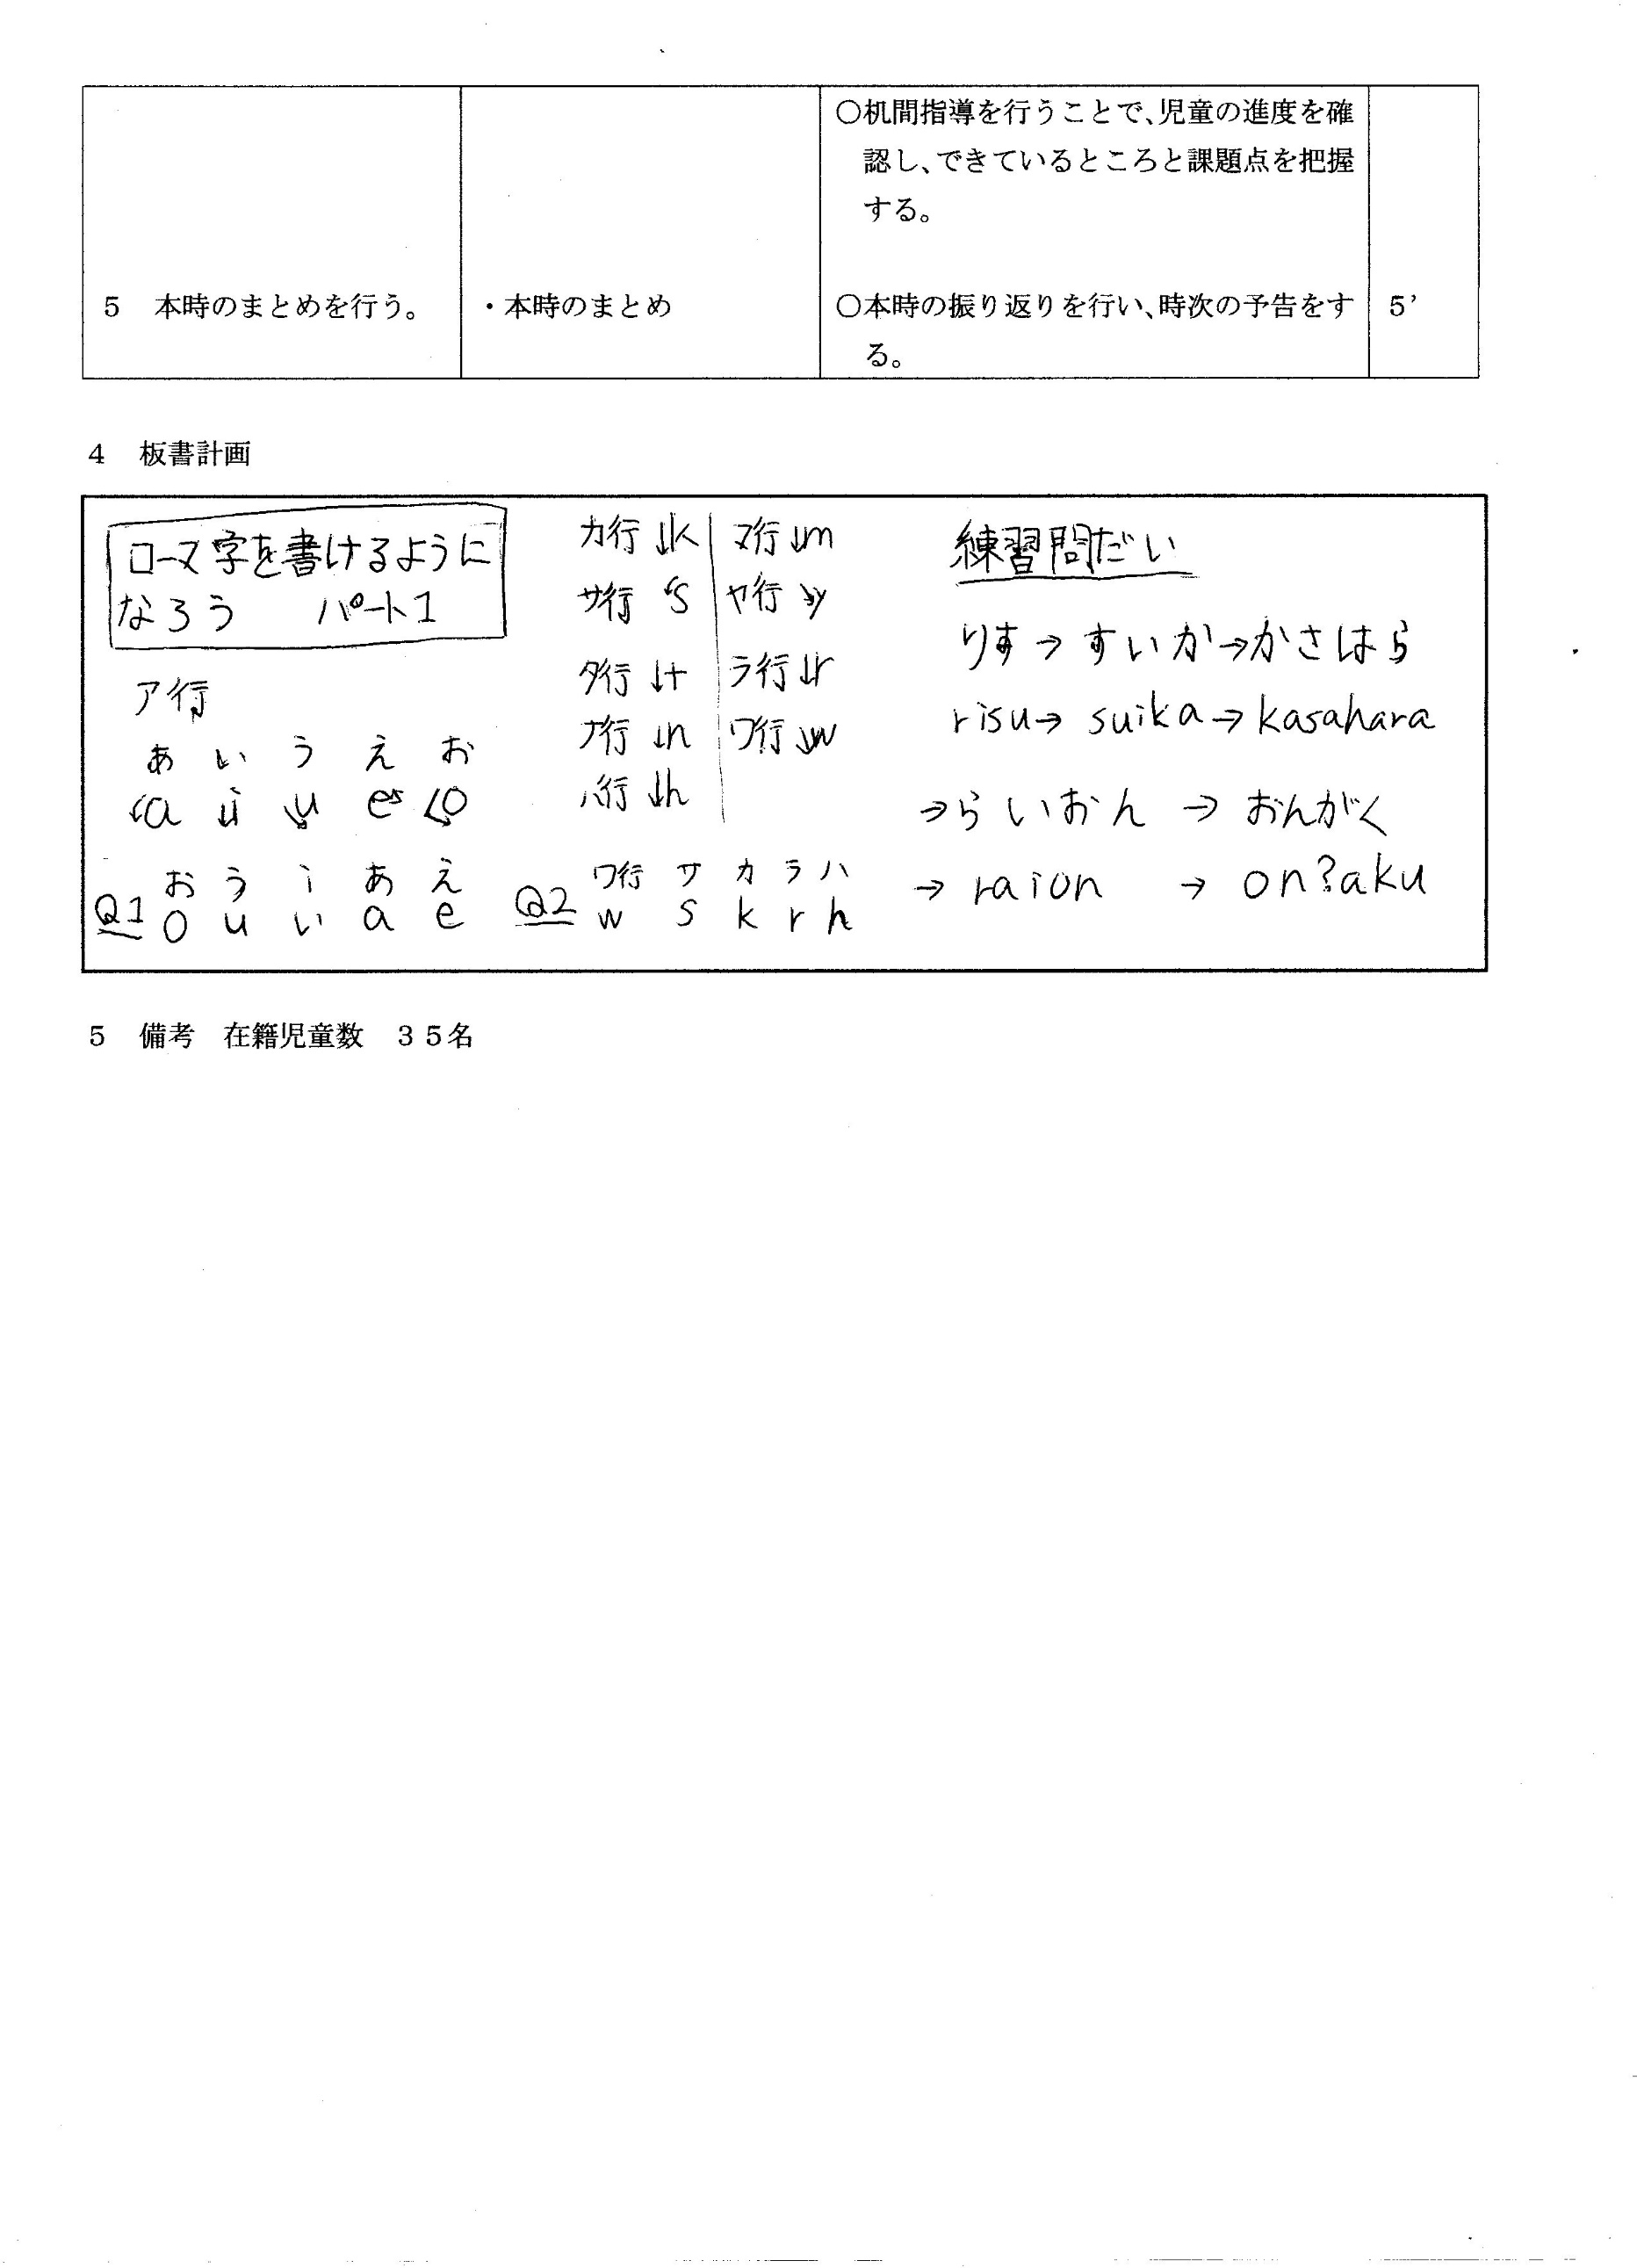 ○机間指導を行うことで、児童の進度を確
認し、できているところと課題点を把握
する。
5 本時のまとめを行う。 ・本時のまとめ ○本時の振り返りを行い、時次の予告をす 5’
る。
4 板書計画
ローマ字を書けるように
なろう パート1
ア行
あ い う え お
a i u e o
Q1 お う i あ え
o u い a e
カ行 k
サ行 s
タ行 t
ナ行 n
ハ行 h
マ行 m
ヤ行 y
ラ行 r
ワ行 w
Q2 ワ行 サ カ ラ ハ
w s k r h
練習問だい
りす→すいか→かさはら
risu→suika→kasahara
→らいおん→おんがく
→raion →on?aku
5 備考 在籍児童数 35名